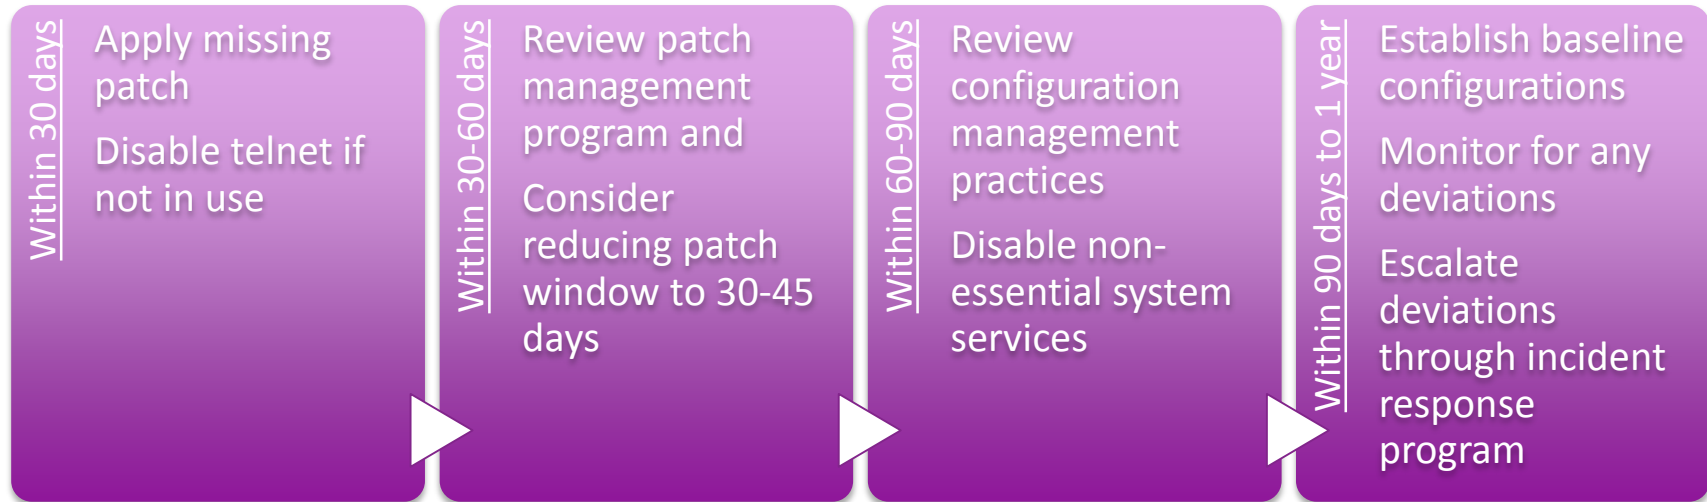 Within 30 days
Apply missing
patch
Disable telnet if
not in use
Within 30-60 days
Review patch
management
program and
Consider
reducing patch
window to 30-45
days
Within 60-90 days
Review
configuration
management
practices
Disable non-
essential system
services
Within 90 days to 1 year
Establish baseline
configurations
Monitor for any
deviations
Escalate
deviations
through incident
response
program